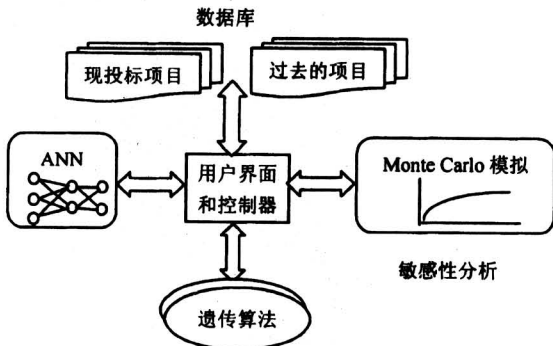 数据库
现投标项目
过去的项目
ANN
用户界面
和控制器
Monte Carlo 模拟
敏感性分析
遗传算法